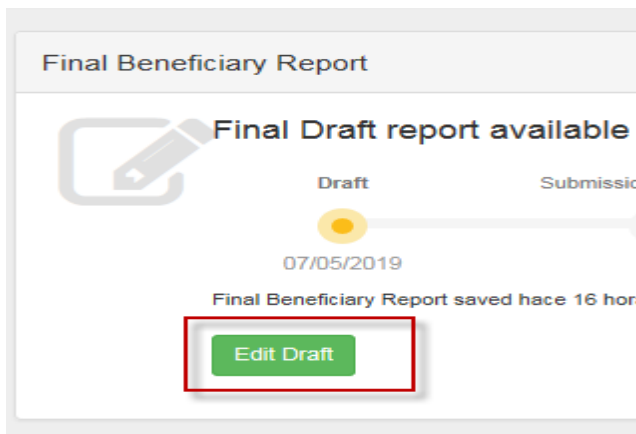 Final Beneficiary Report
Final Draft report available
Draft Submissio
07/05/2019
Final Beneficiary Report saved hace 16 hor
Edit Draft